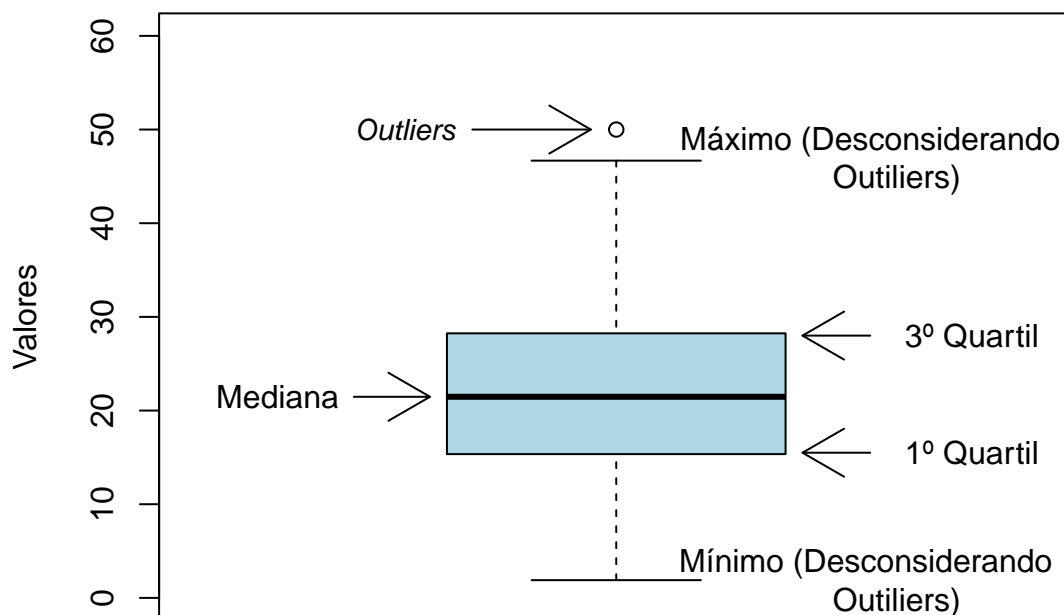 60
50
40
30
20
10
0
Valores
Outliers
Máximo (Desconsiderando
Outiliers)
3º Quartil
Mediana
1º Quartil
Mínimo (Desconsiderando
Outiliers)